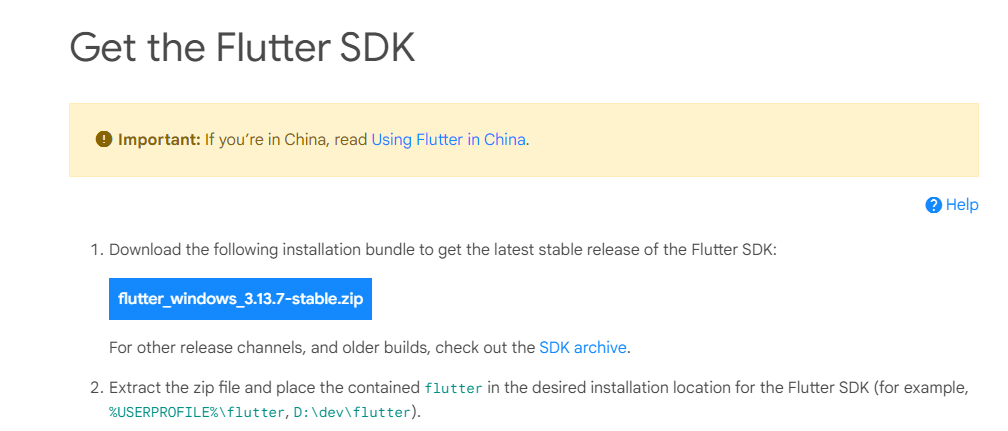 Get the Flutter SDK
Important: If you’re in China, read Using Flutter in China.
Help
1. Download the following installation bundle to get the latest stable release of the Flutter SDK:
flutter_windows_3.13.7-stable.zip
For other release channels, and older builds, check out the SDK archive.
2. Extract the zip file and place the contained flutter in the desired installation location for the Flutter SDK (for example,
%USERPROFILE%\flutter, D:\dev\flutter).